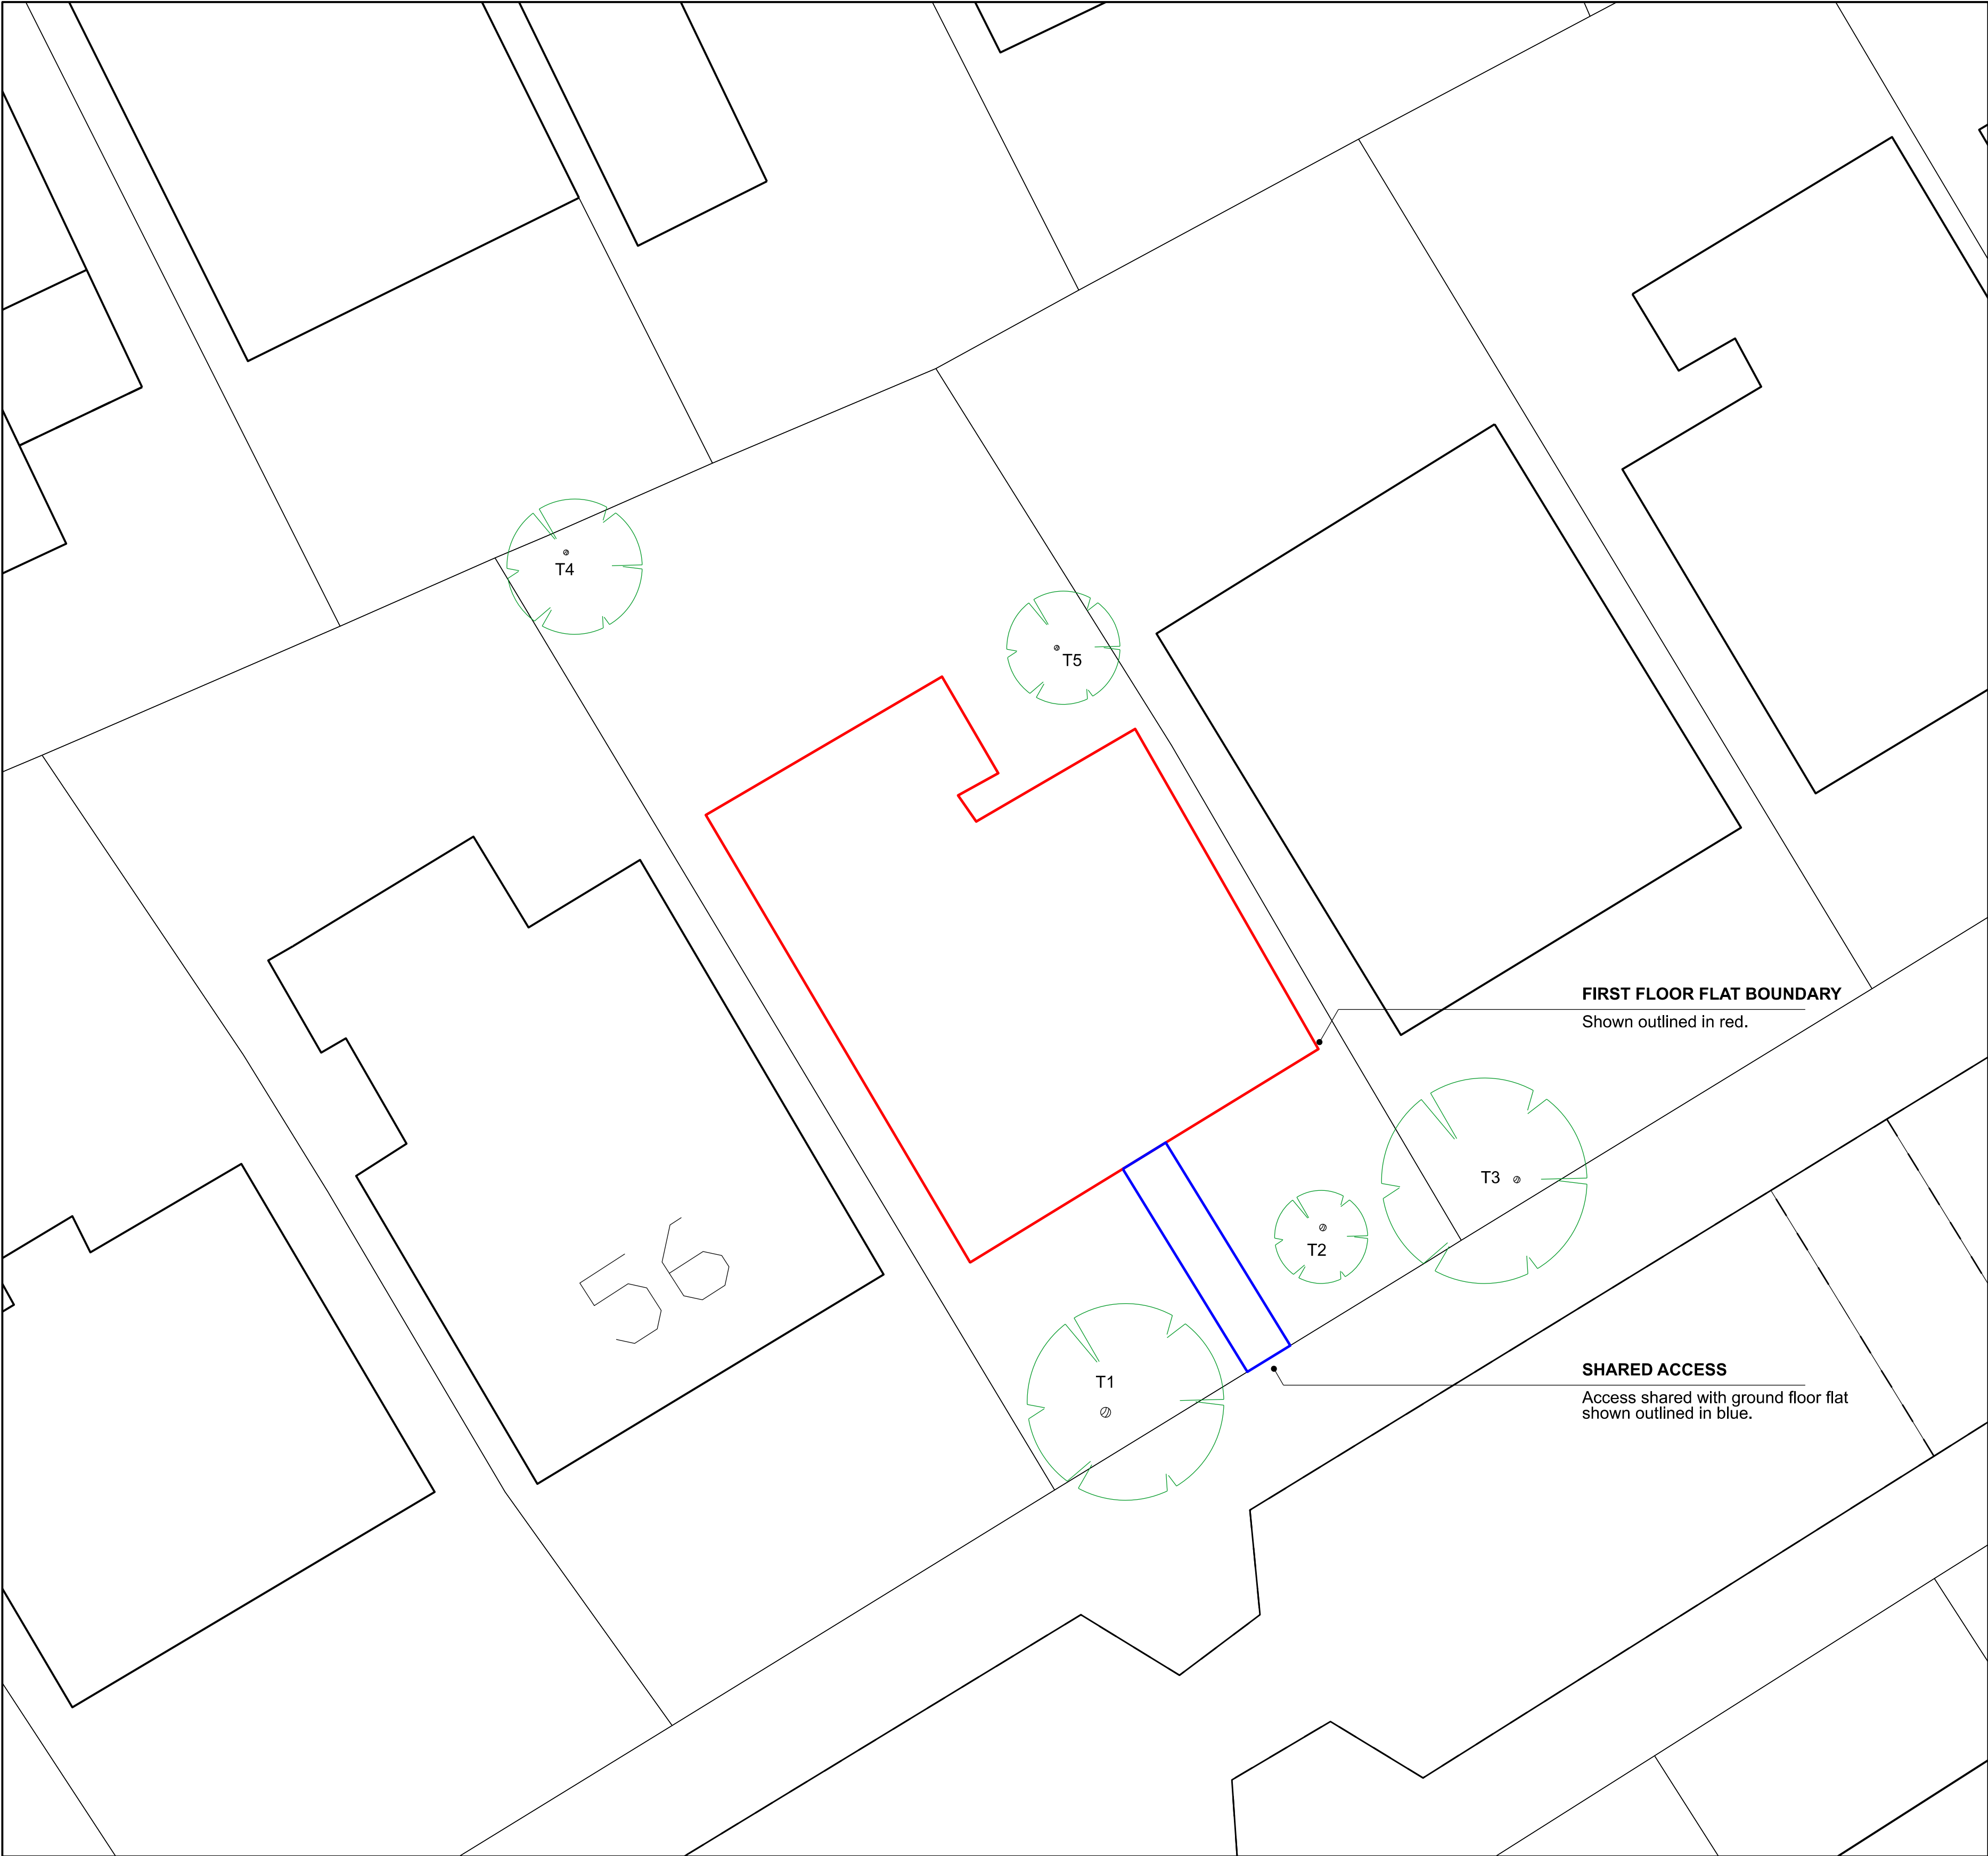 T4
T5
FIRST FLOOR FLAT BOUNDARY
Shown outlined in red.
T3
T2
56
SHARED ACCESS
Access shared with ground floor flat
shown outlined in blue.
T1